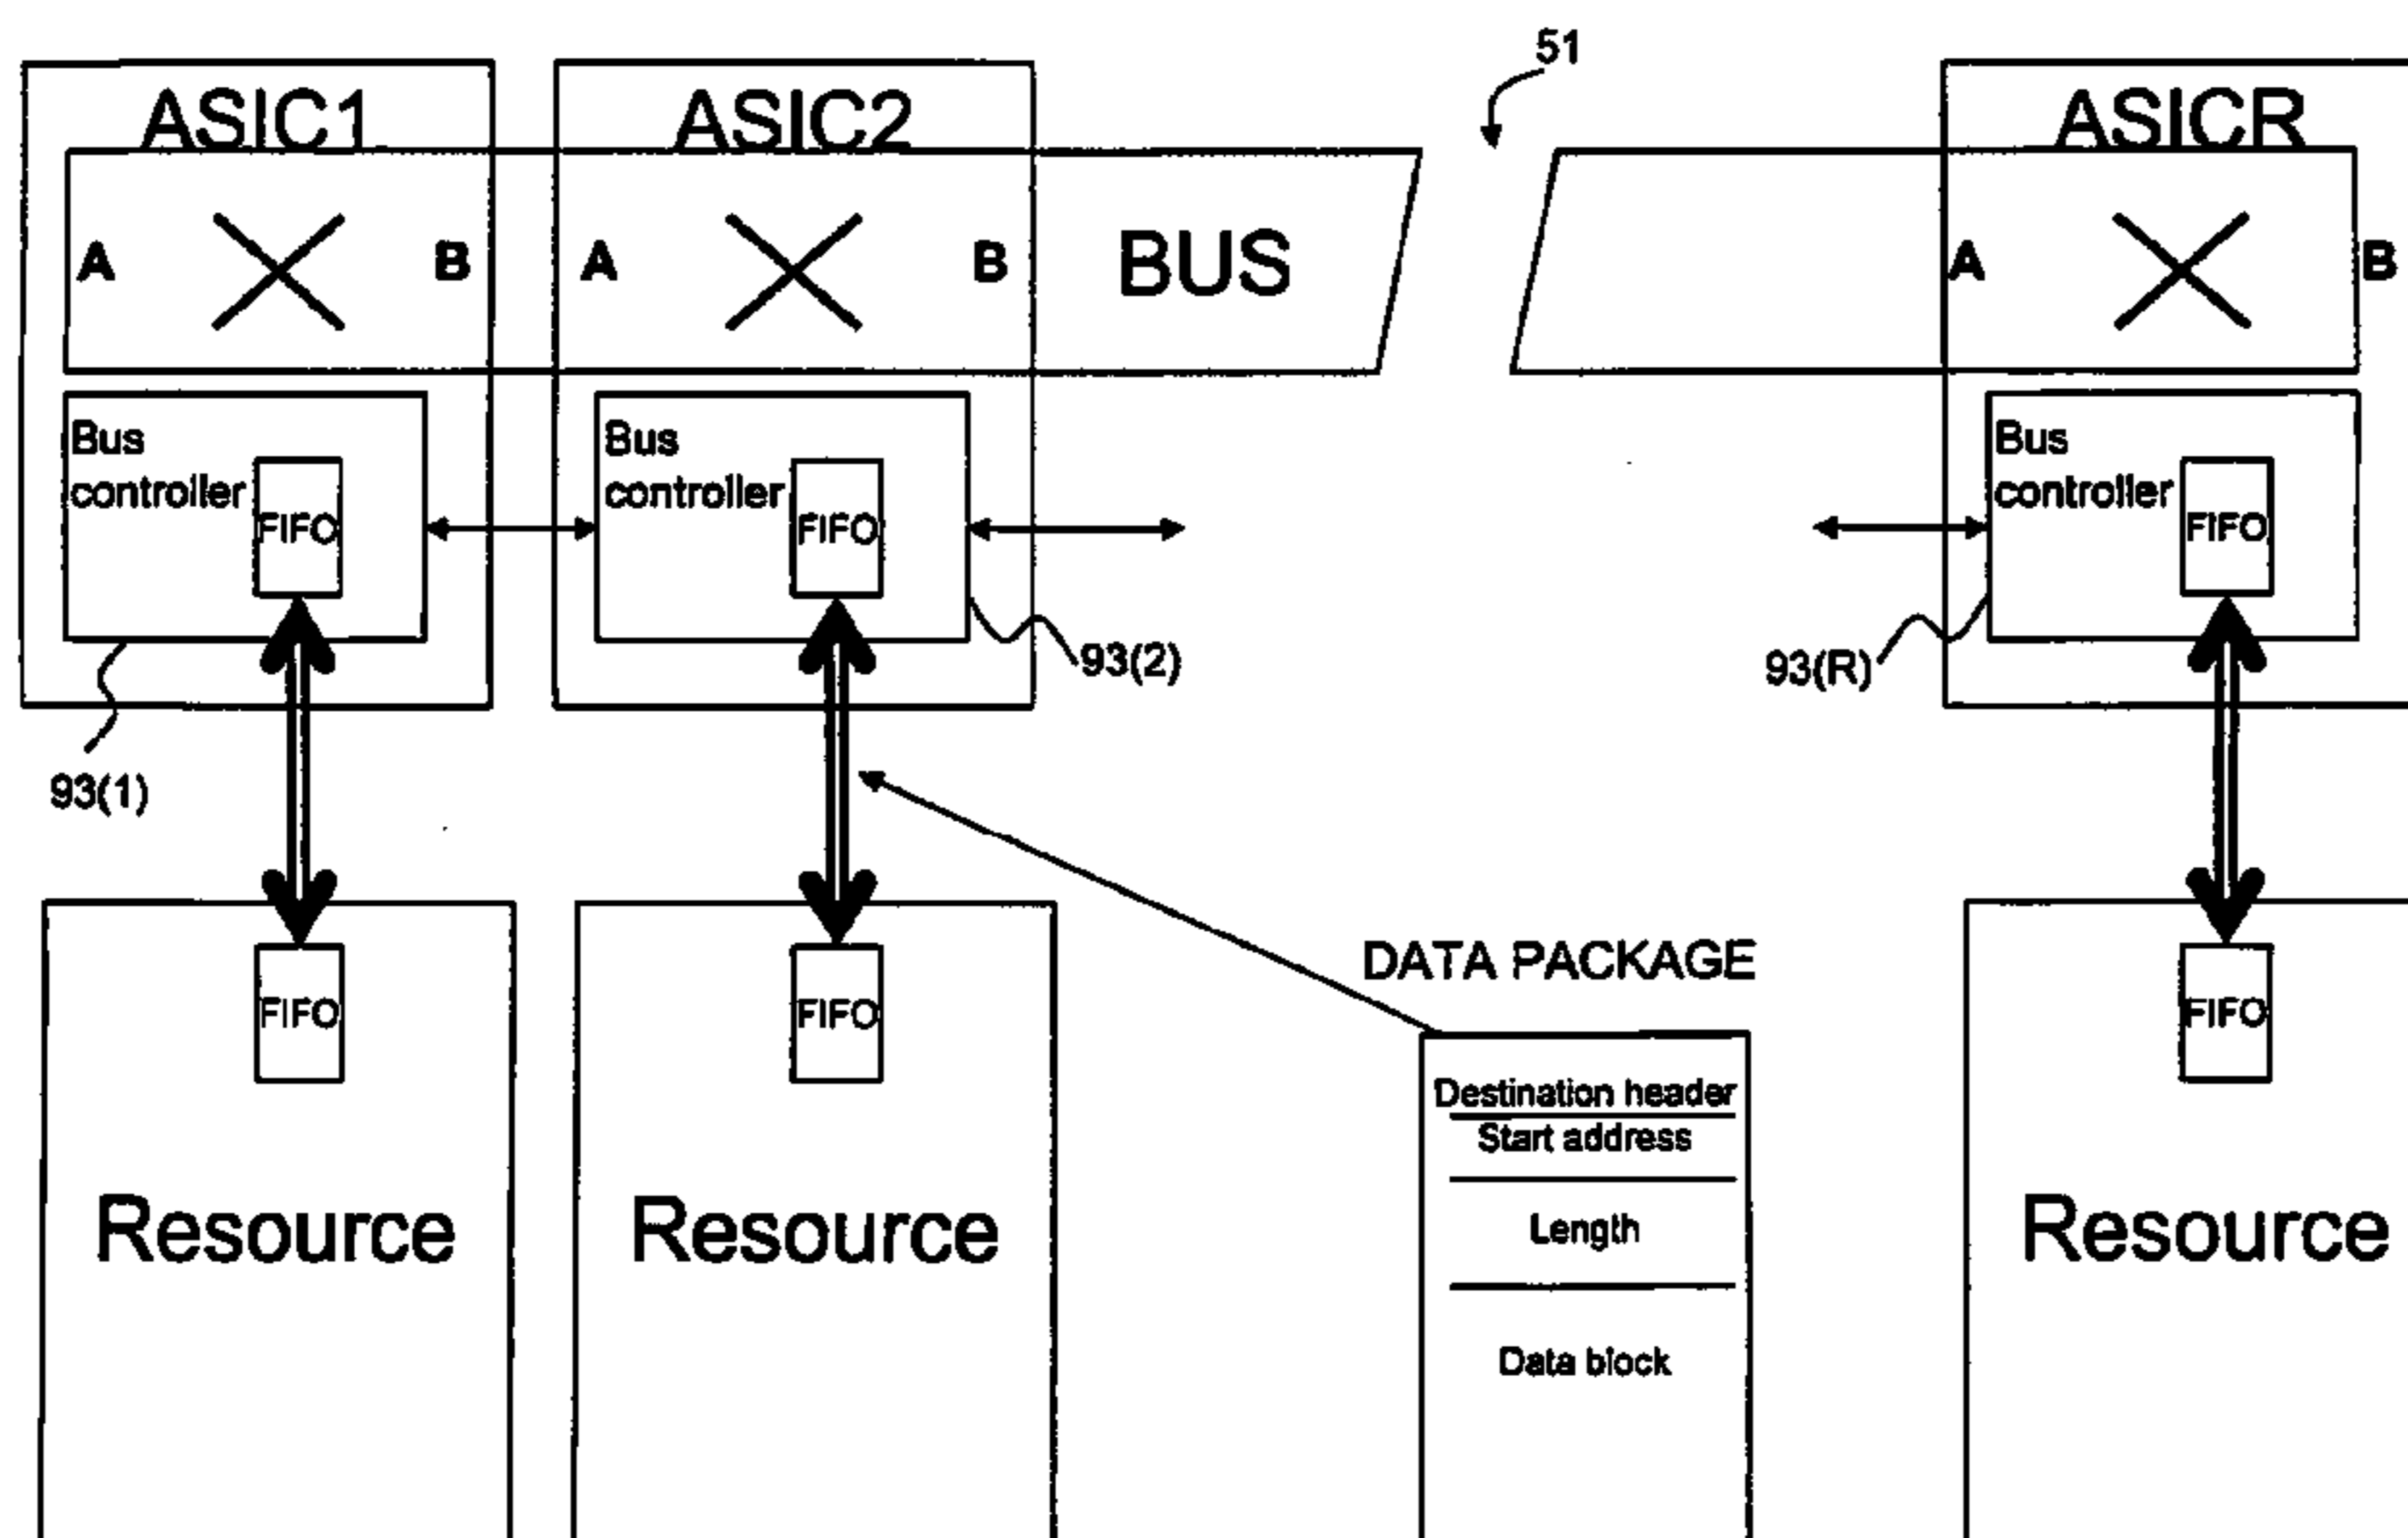 51
ASIC1 ASIC2 ASICR
A B A B BUS A B
Bus Bus Bus
controller controller controller
FIFO FIFO FIFO
93(2) 93(R)
93(1)
DATA PACKAGE
FIFO FIFO FIFO
Destination header
Start address
Resource Resource Length Resource
Data block